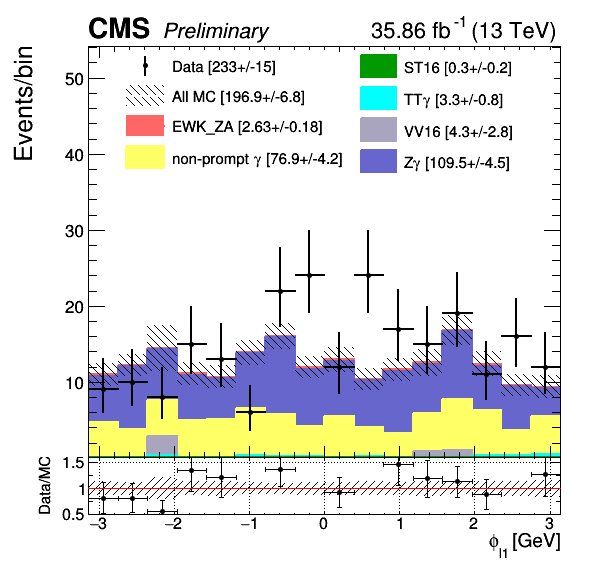 CMS Preliminary 35.86 fb⁻¹ (13 TeV)
Events/bin
50
40
30
20
10
Data [233+/-15]
All MC [196.9+/-6.8]
EWK_ZA [2.63+/-0.18]
non-prompt γ [76.9+/-4.2]
ST16 [0.3+/-0.2]
TTγ [3.3+/-0.8]
VV16 [4.3+/-2.8]
Zγ [109.5+/-4.5]
Data/MC
1.5
1
0.5
−3 −2 −1 0 1 2 3
ϕ_l1 [GeV]